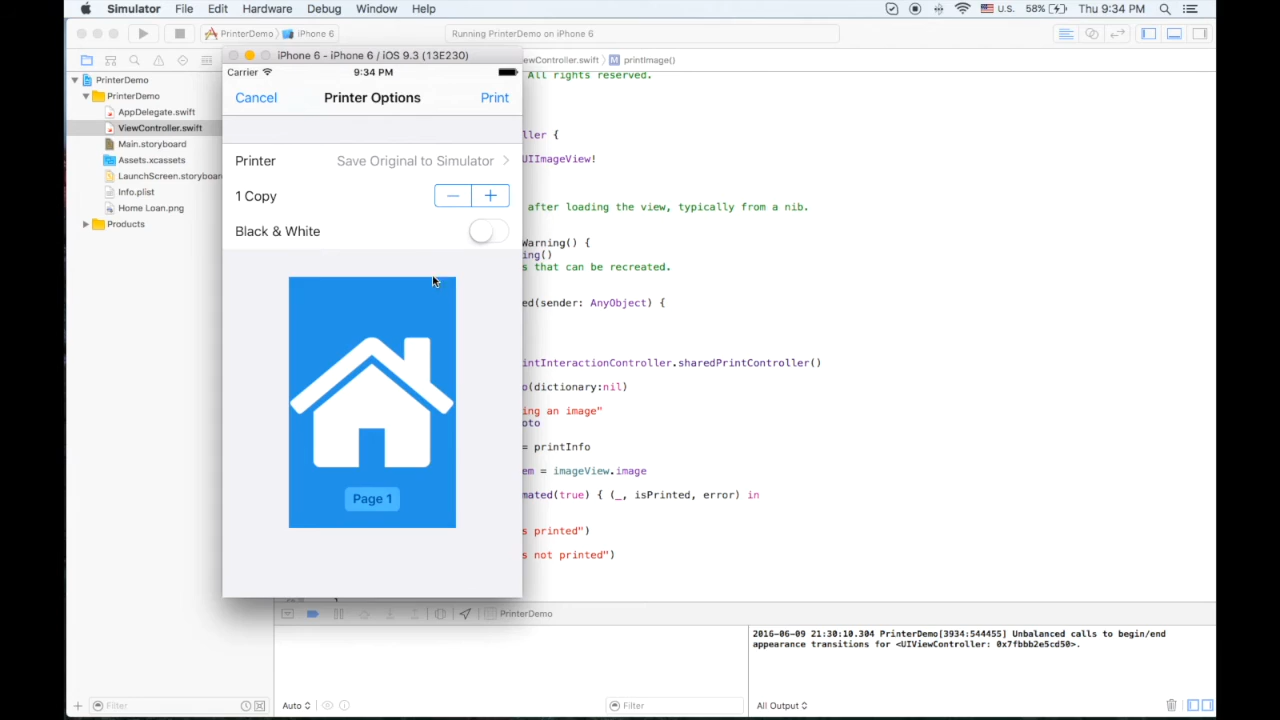 Simulator File Edit Hardware Debug Window Help U.S. 58% Thu 9:34 PM
PrinterDemo iPhone 6 Running PrinterDemo on iPhone 6
iPhone 6 - iPhone 6 / iOS 9.3 (13E230)
ewController.swift printImage()
PrinterDemo
PrinterDemo
AppDelegate.swift
ViewController.swift
Main.storyboard
Assets.xcassets
LaunchScreen.storyboard
Info.plist
Home Loan.png
Products
Carrier 9:34 PM
Cancel Printer Options Print
Printer Save Original to Simulator
1 Copy
Black & White
Page 1
All rights reserved.
ller {
UIImageView!
after loading the view, typically from a nib.
Warning() {
ing()
s that can be recreated.
ed(sender: AnyObject) {
intInteractionController.sharedPrintController()
o(dictionary:nil)
ing an image"
oto
= printInfo
em = imageView.image
mated(true) { (_, isPrinted, error) in
s printed")
s not printed")
PrinterDemo
2016-06-09 21:30:10.304 PrinterDemo[3934:544455] Unbalanced calls to begin/end
appearance transitions for <UIViewController: 0x7fbbb2e5cd50>.
Filter Auto Filter All Output